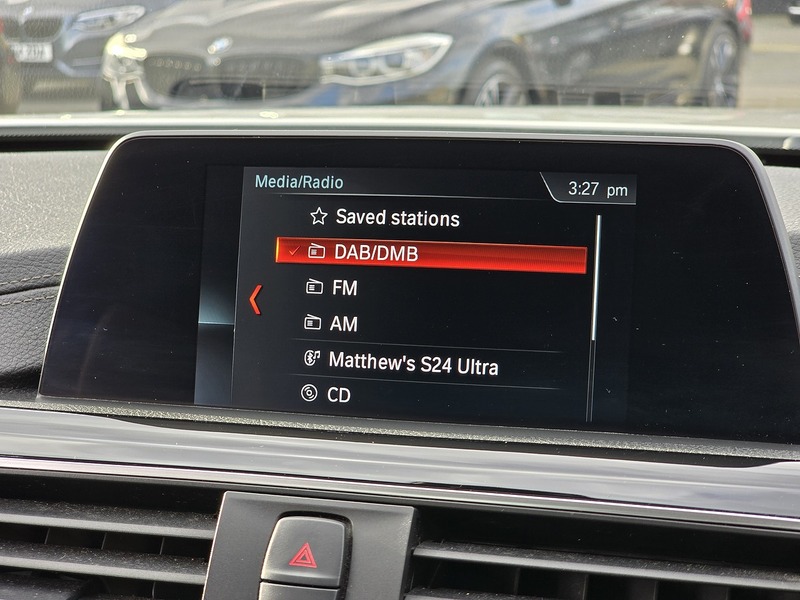 Media/Radio
3:27 pm
Saved stations
DAB/DMB
FM
AM
Matthew's S24 Ultra
CD